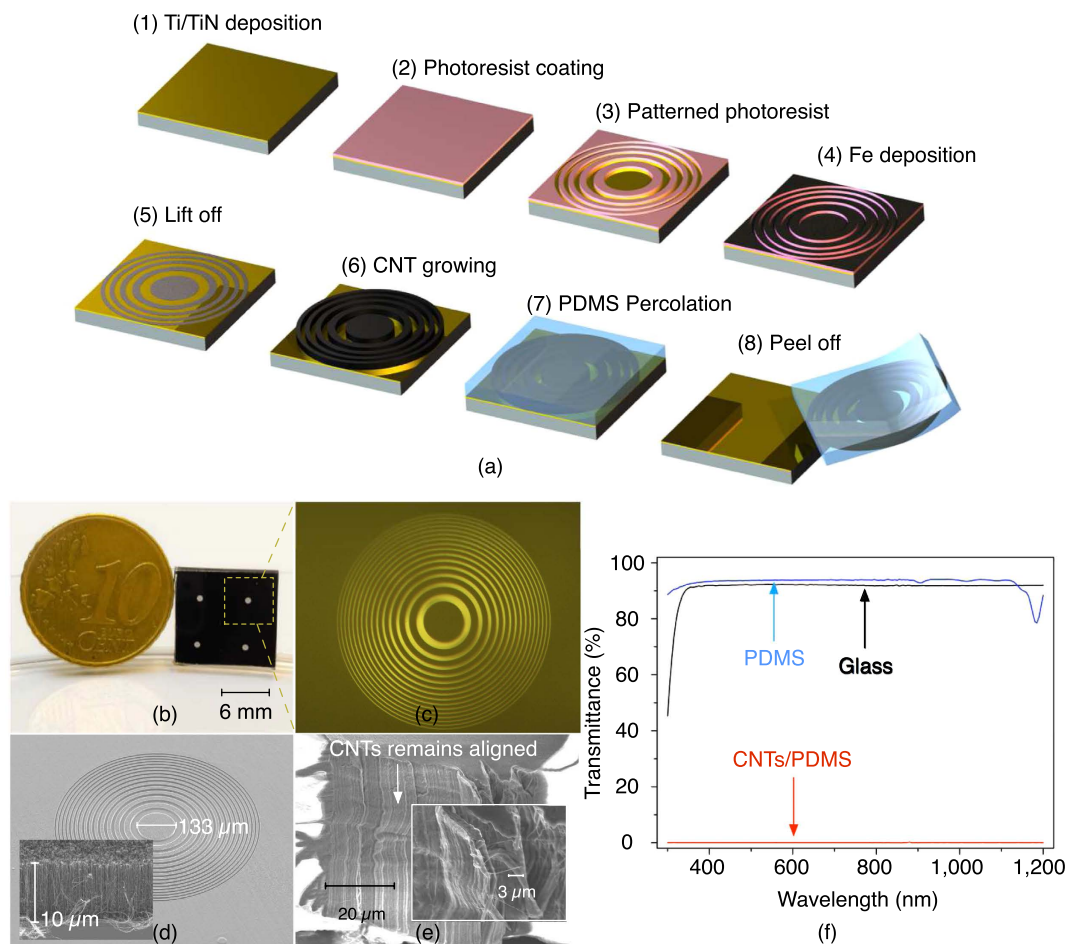 (1) Ti/TiN deposition
(2) Photoresist coating
(3) Patterned photoresist
(4) Fe deposition
(5) Lift off
(6) CNT growing
(7) PDMS Percolation
(8) Peel off
(a)
10
6 mm
(b)
(c)
133 µm
10 µm
(d)
CNTs remains aligned
20 µm
3 µm
(e)
100
80
60
40
20
0
Transmittance (%)
PDMS
Glass
CNTs/PDMS
400 600 800 1,000 1,200
Wavelength (nm)
(f)